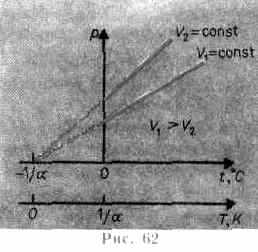 p
V₂=const
V₁=const
V₁ > V₂
-1/α 0 t,°C
0 1/α T, K
Рис. 62